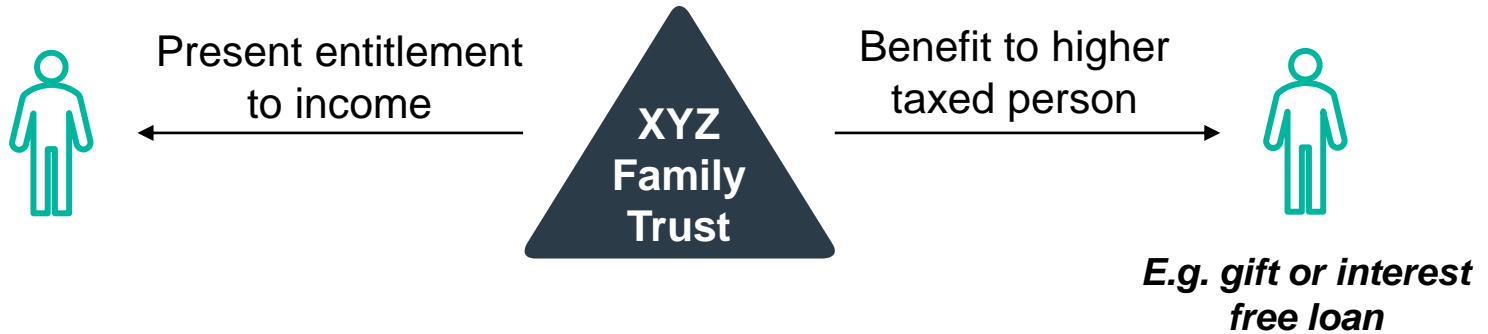 Present entitlement
to income
XYZ
Family
Trust
Benefit to higher
taxed person
E.g. gift or interest
free loan